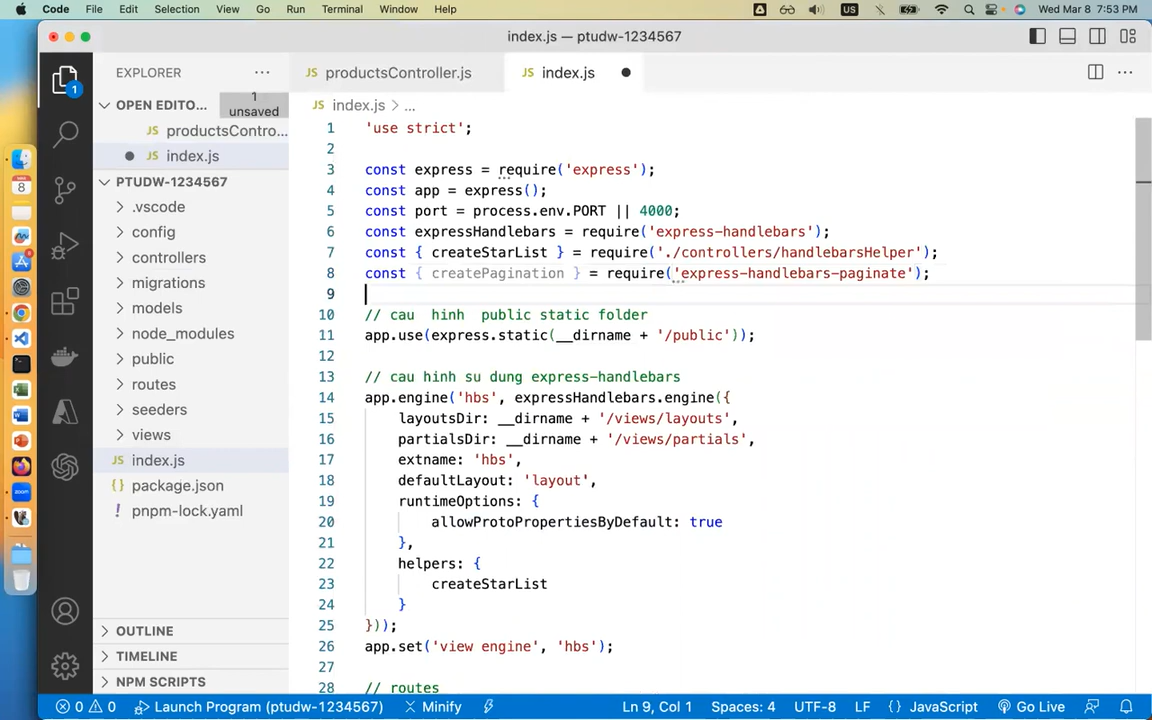 Code File Edit Selection View Go Run Terminal Window Help US Wed Mar 8 7:53 PM
index.js — ptudw-1234567
EXPLORER ...
JS productsController.js JS index.js ●
OPEN EDITO... 1 unsaved
JS index.js > ...
JS productsContro...
● JS index.js
PTUDW-1234567
.vscode
config
controllers
migrations
models
node_modules
public
routes
seeders
views
JS index.js
{} package.json
! pnpm-lock.yaml
OUTLINE
TIMELINE
NPM SCRIPTS
1 'use strict';
2
3 const express = require('express');
4 const app = express();
5 const port = process.env.PORT || 4000;
6 const expressHandlebars = require('express-handlebars');
7 const { createStarList } = require('./controllers/handlebarsHelper');
8 const { createPagination } = require('express-handlebars-paginate');
9
10 // cau hinh public static folder
11 app.use(express.static(__dirname + '/public'));
12
13 // cau hinh su dung express-handlebars
14 app.engine('hbs', expressHandlebars.engine({
15 layoutsDir: __dirname + '/views/layouts',
16 partialsDir: __dirname + '/views/partials',
17 extname: 'hbs',
18 defaultLayout: 'layout',
19 runtimeOptions: {
20 allowProtoPropertiesByDefault: true
21 },
22 helpers: {
23 createStarList
24 }
25 }));
26 app.set('view engine', 'hbs');
27
28 // routes
0 0 Launch Program (ptudw-1234567) Minify Ln 9, Col 1 Spaces: 4 UTF-8 LF {} JavaScript Go Live